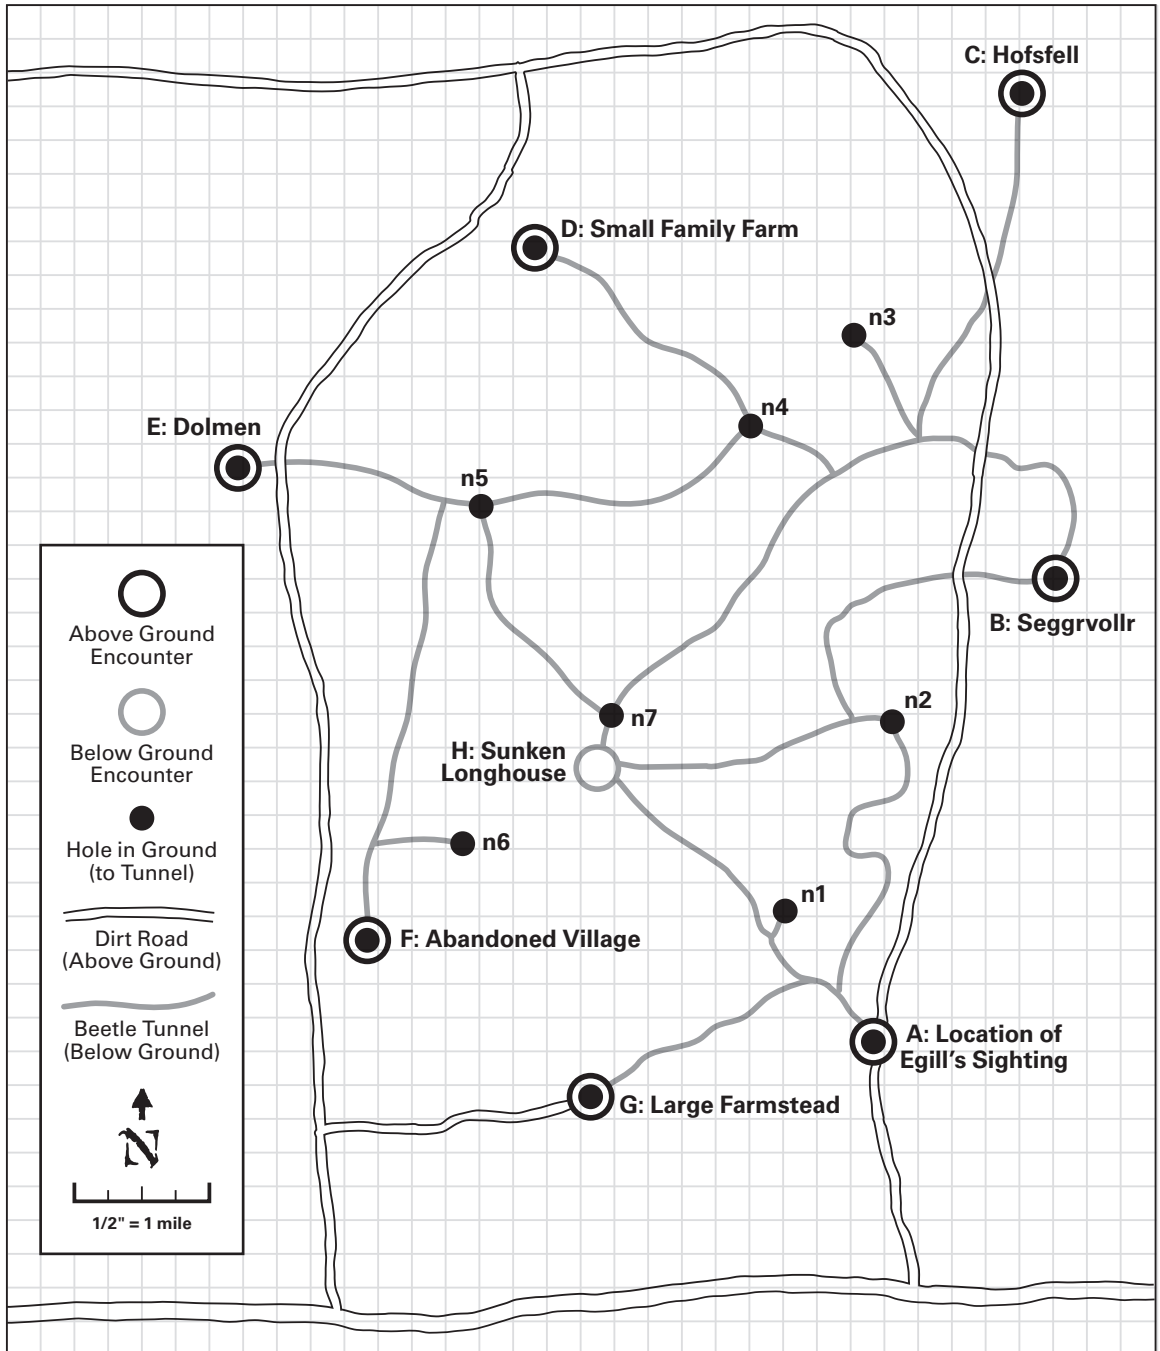 C: Hofsfell
D: Small Family Farm
n3
n4
E: Dolmen
n5
B: Seggrvollr
n2
n7
H: Sunken
Longhouse
n6
n1
F: Abandoned Village
A: Location of
Egill's Sighting
G: Large Farmstead
Above Ground
Encounter
Below Ground
Encounter
Hole in Ground
(to Tunnel)
Dirt Road
(Above Ground)
Beetle Tunnel
(Below Ground)
N
1/2" = 1 mile